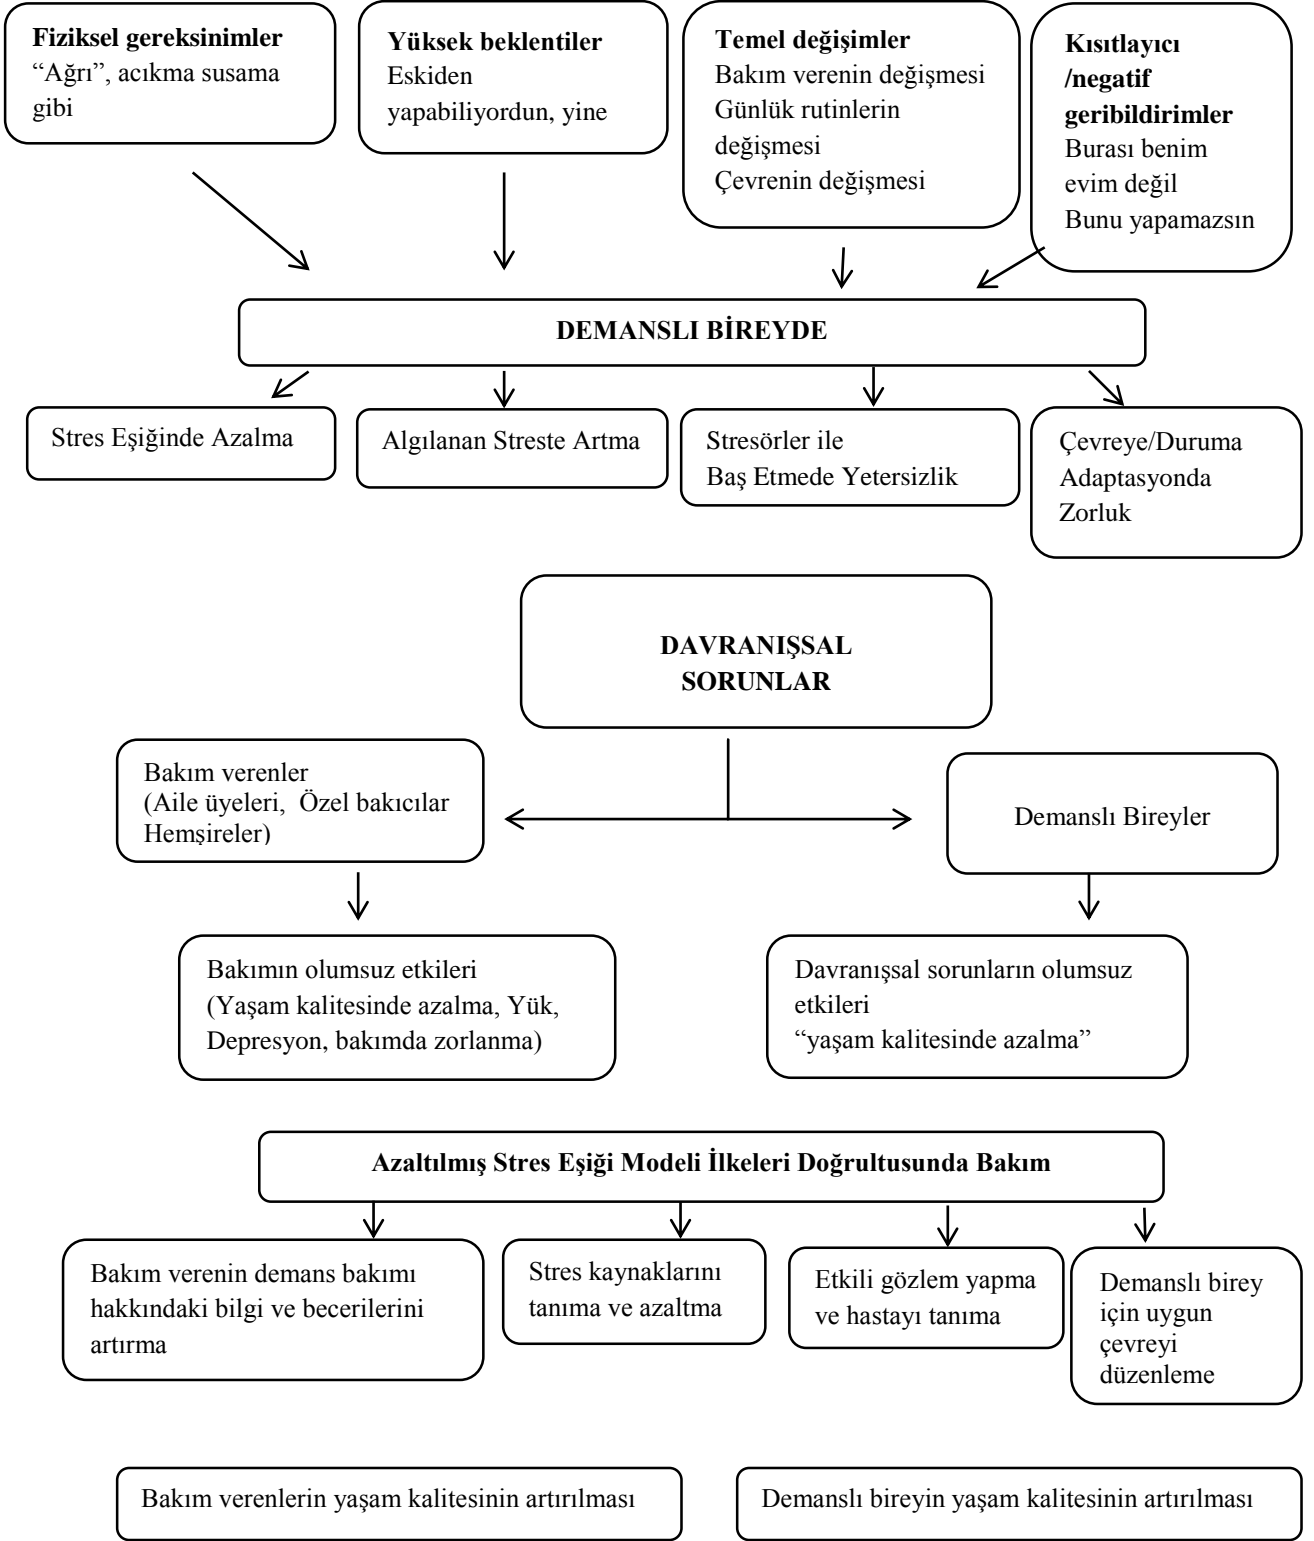 Fiziksel gereksinimler
“Ağrı”, acıkma susama
gibi
Yüksek beklentiler
Eskiden
yapabiliyordun, yine
Temel değişimler
Bakım verenin değişmesi
Günlük rutinlerin
değişmesi
Çevrenin değişmesi
Kısıtlayıcı
/negatif
geribildirimler
Burası benim
evim değil
Bunu yapamazsın
DEMANSLI BİREYDE
Stres Eşiğinde Azalma
Algılanan Streste Artma
Stresörler ile
Baş Etmede Yetersizlik
Çevreye/Duruma
Adaptasyonda
Zorluk
DAVRANIŞSAL
SORUNLAR
Bakım verenler
(Aile üyeleri, Özel bakıcılar
Hemşireler)
Demanslı Bireyler
Bakımın olumsuz etkileri
(Yaşam kalitesinde azalma, Yük,
Depresyon, bakımda zorlanma)
Davranışsal sorunların olumsuz
etkileri
“yaşam kalitesinde azalma”
Azaltılmış Stres Eşiği Modeli İlkeleri Doğrultusunda Bakım
Bakım verenin demans bakımı
hakkındaki bilgi ve becerilerini
artırma
Stres kaynaklarını
tanıma ve azaltma
Etkili gözlem yapma
ve hastayı tanıma
Demanslı birey
için uygun
çevreyi
düzenleme
Bakım verenlerin yaşam kalitesinin artırılması
Demanslı bireyin yaşam kalitesinin artırılması